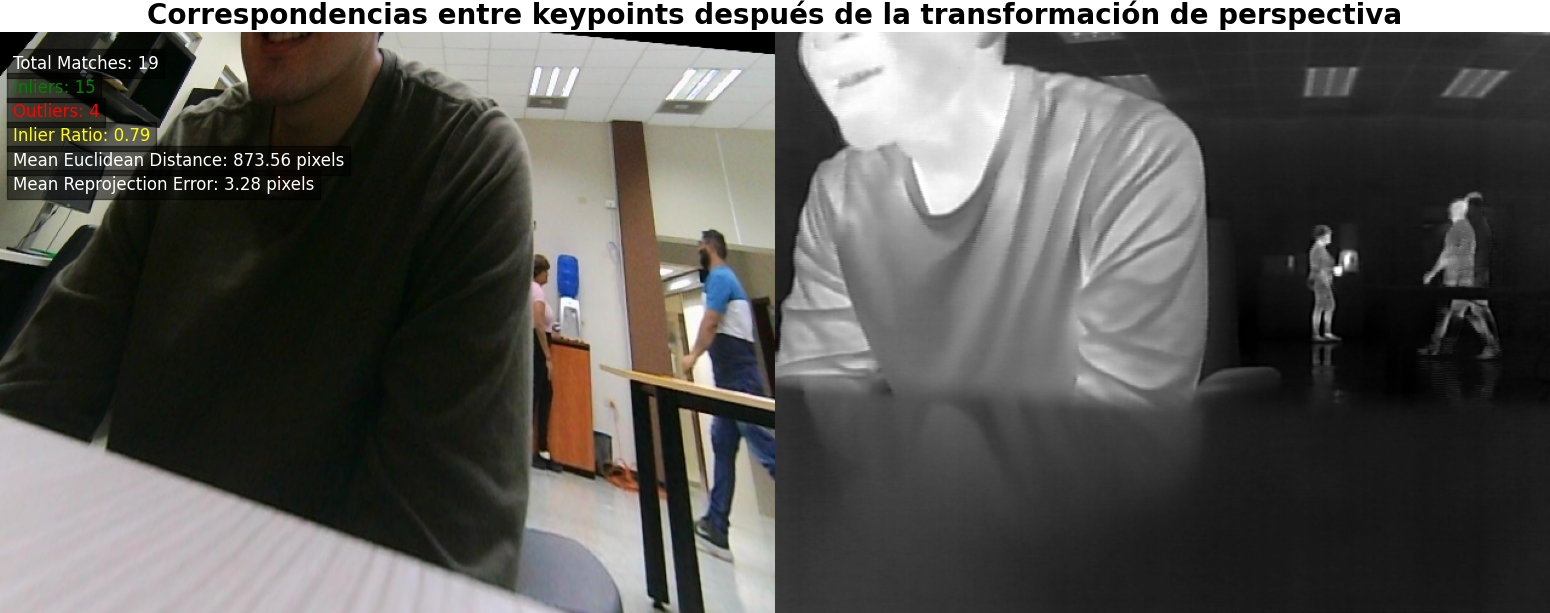 Correspondencias entre keypoints después de la transformación de perspectiva
Total Matches: 19
Inliers: 15
Outliers: 4
Inlier Ratio: 0.79
Mean Euclidean Distance: 873.56 pixels
Mean Reprojection Error: 3.28 pixels